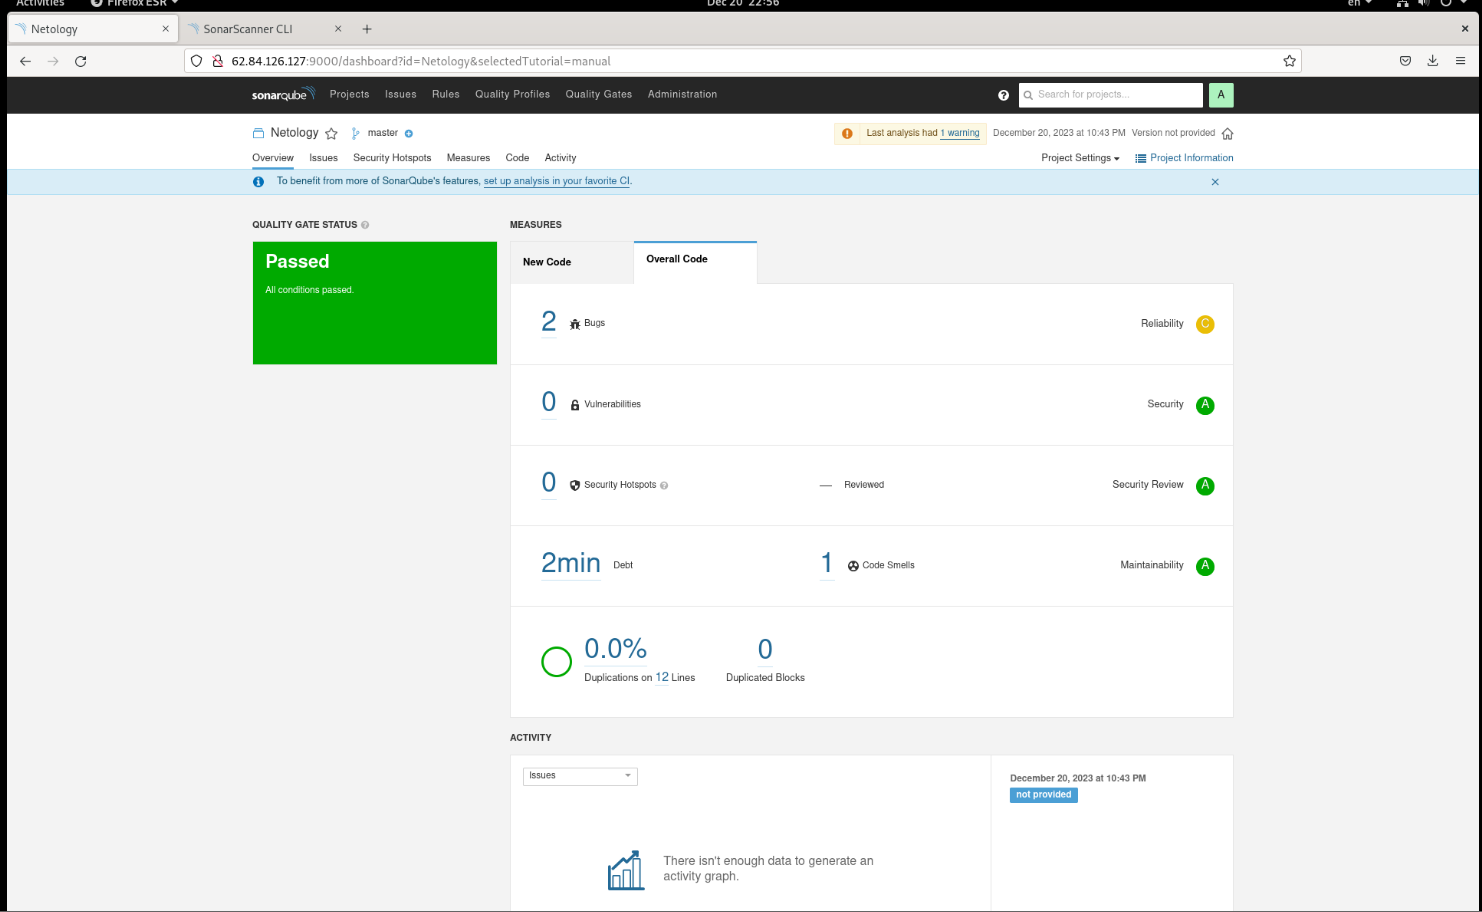 Activities Firefox ESR Dec 20 22:56 en
Netology × SonarScanner CLI × + ×
62.84.126.127:9000/dashboard?id=Netology&selectedTutorial=manual
sonarqube Projects Issues Rules Quality Profiles Quality Gates Administration Search for projects... A
Netology master Last analysis had 1 warning December 20, 2023 at 10:43 PM Version not provided
Overview Issues Security Hotspots Measures Code Activity Project Settings Project Information
To benefit from more of SonarQube's features, set up analysis in your favorite CI.
QUALITY GATE STATUS
Passed
All conditions passed.
MEASURES
New Code Overall Code
2 Bugs Reliability C
0 Vulnerabilities Security A
0 Security Hotspots — Reviewed Security Review A
2min Debt 1 Code Smells Maintainability A
0.0% 0
Duplications on 12 Lines Duplicated Blocks
ACTIVITY
Issues
December 20, 2023 at 10:43 PM
not provided
There isn't enough data to generate an
activity graph.